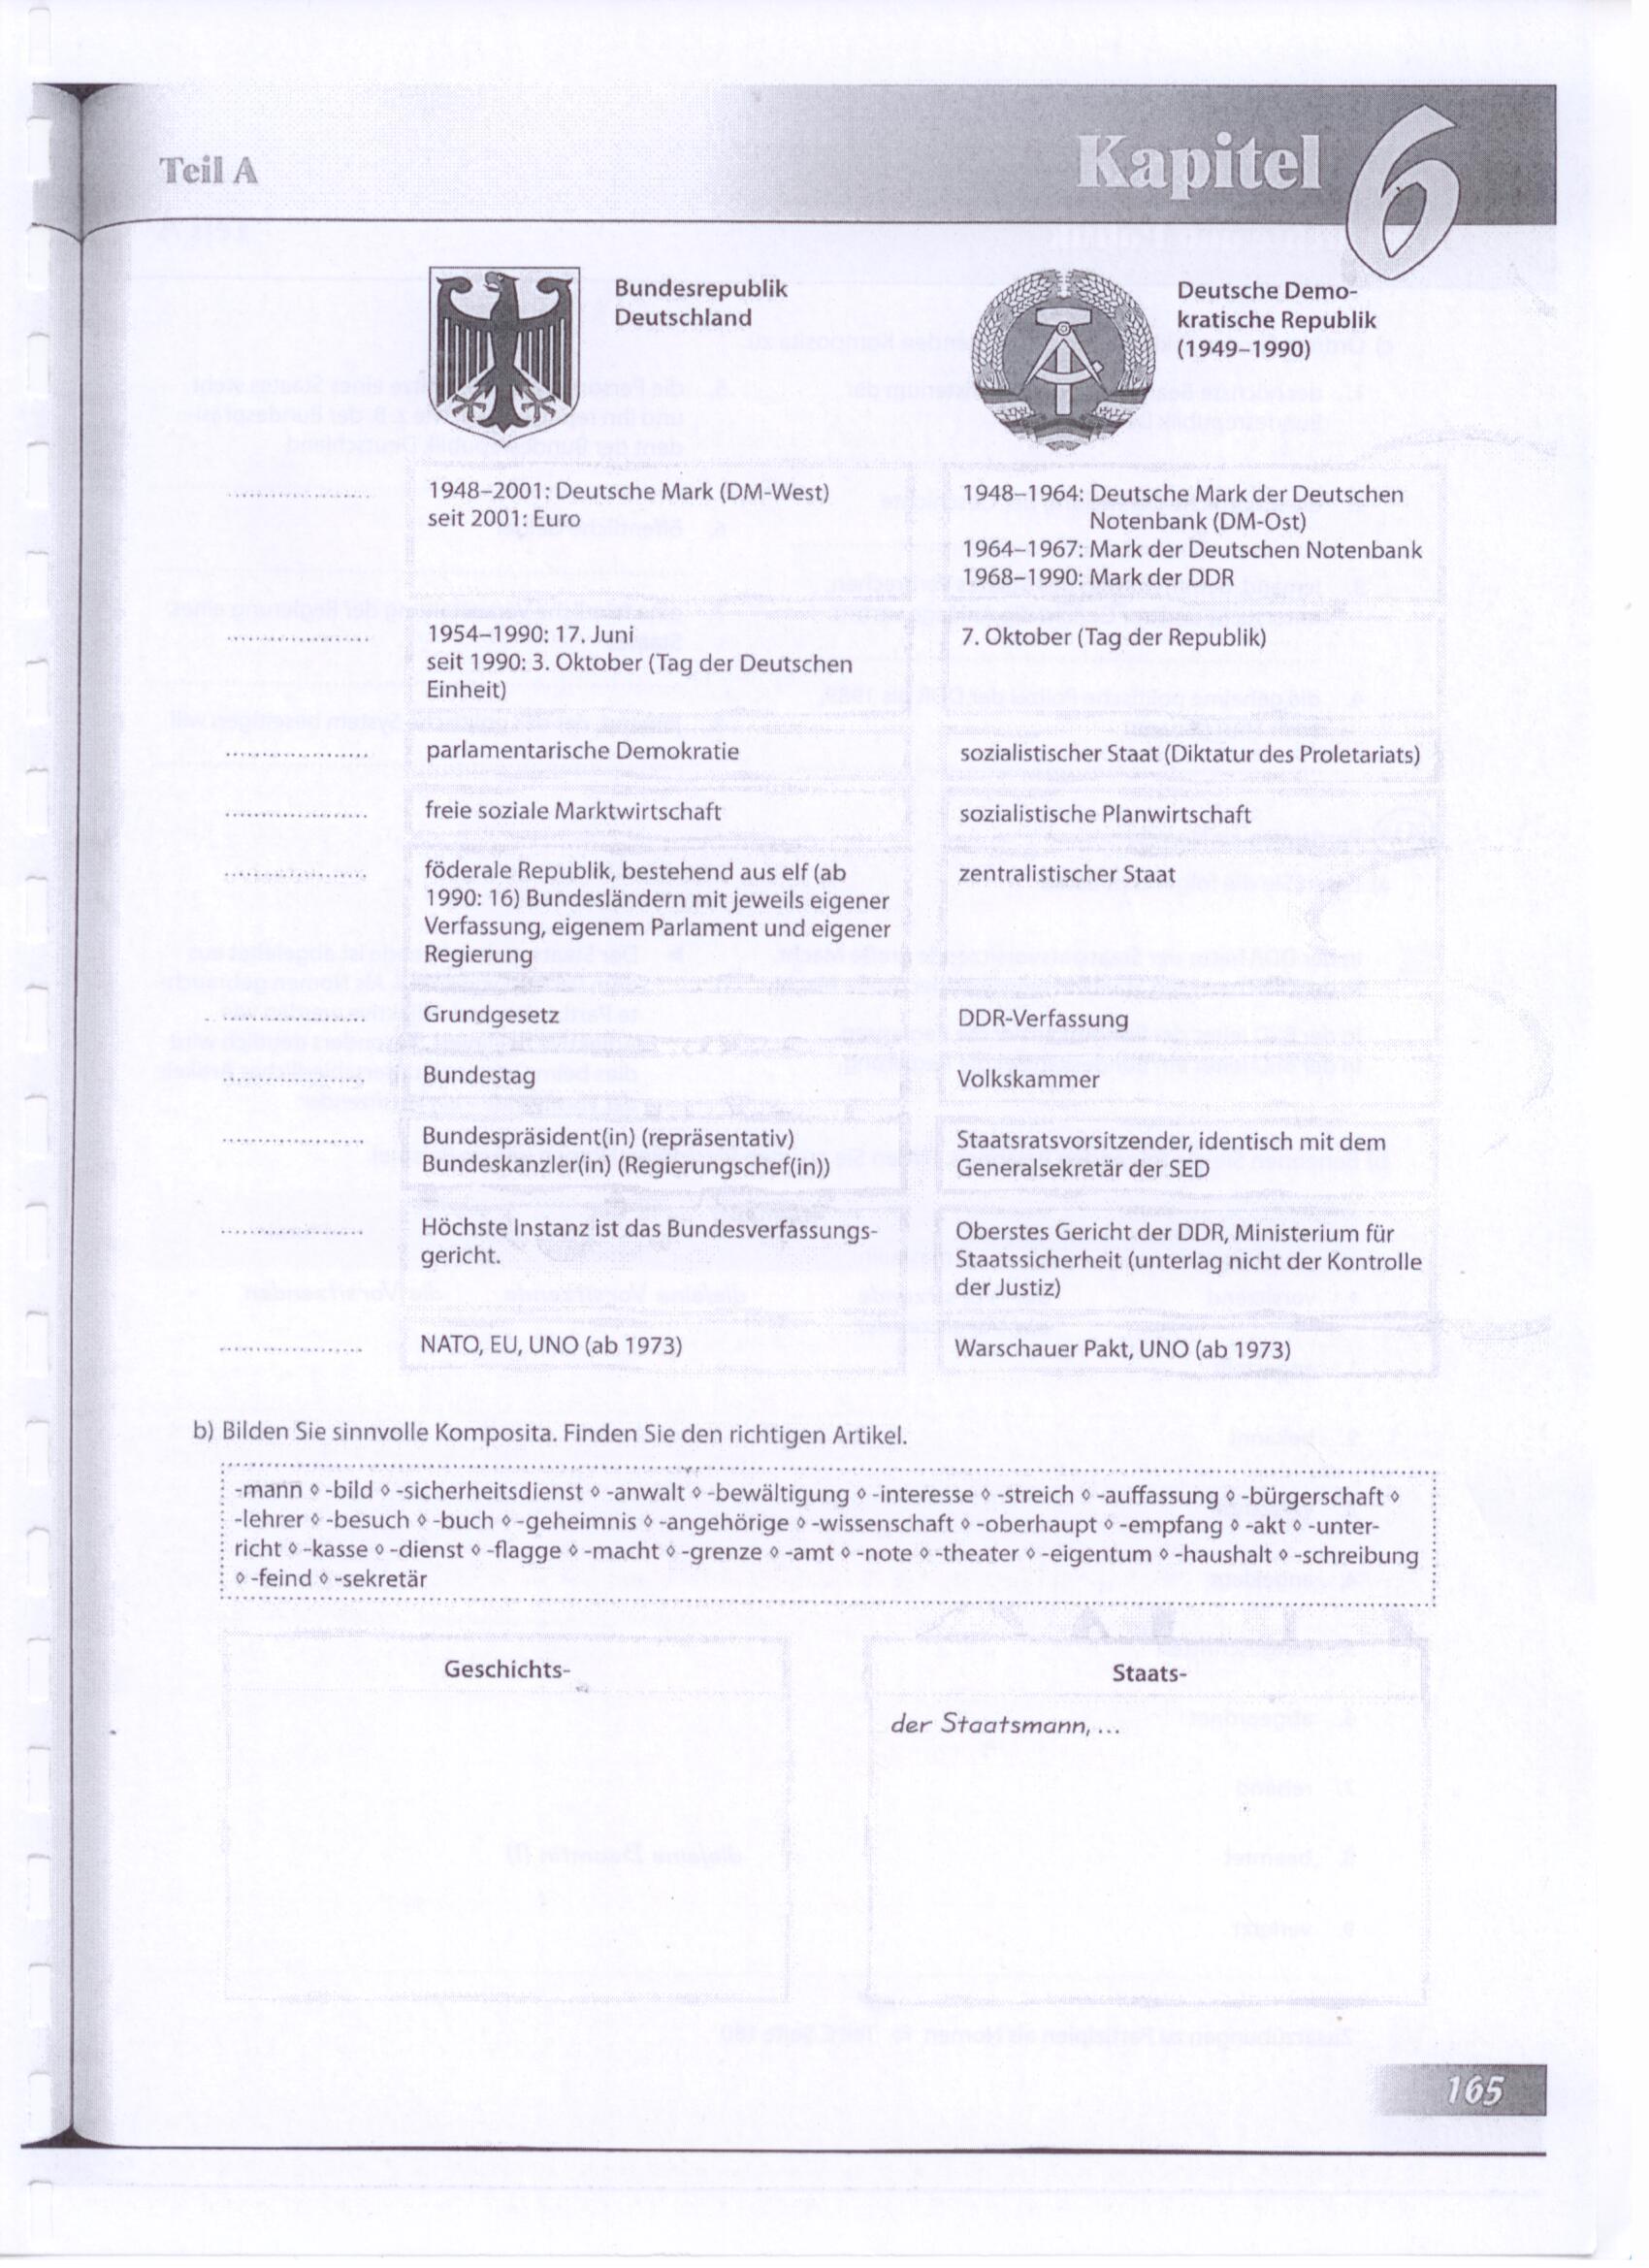 Teil A
Kapitel 6
Bundesrepublik
Deutschland
Deutsche Demo-
kratische Republik
(1949–1990)
.................... 1948–2001: Deutsche Mark (DM-West)
seit 2001: Euro
1948–1964: Deutsche Mark der Deutschen
Notenbank (DM-Ost)
1964–1967: Mark der Deutschen Notenbank
1968–1990: Mark der DDR
.................... 1954–1990: 17. Juni
seit 1990: 3. Oktober (Tag der Deutschen
Einheit)
7. Oktober (Tag der Republik)
.................... parlamentarische Demokratie
sozialistischer Staat (Diktatur des Proletariats)
.................... freie soziale Marktwirtschaft
sozialistische Planwirtschaft
.................... föderale Republik, bestehend aus elf (ab
1990: 16) Bundesländern mit jeweils eigener
Verfassung, eigenem Parlament und eigener
Regierung
zentralistischer Staat
.................... Grundgesetz
DDR-Verfassung
.................... Bundestag
Volkskammer
.................... Bundespräsident(in) (repräsentativ)
Bundeskanzler(in) (Regierungschef(in))
Staatsratsvorsitzender, identisch mit dem
Generalsekretär der SED
.................... Höchste Instanz ist das Bundesverfassungs-
gericht.
Oberstes Gericht der DDR, Ministerium für
Staatssicherheit (unterlag nicht der Kontrolle
der Justiz)
.................... NATO, EU, UNO (ab 1973)
Warschauer Pakt, UNO (ab 1973)
b) Bilden Sie sinnvolle Komposita. Finden Sie den richtigen Artikel.
-mann ⋄ -bild ⋄ -sicherheitsdienst ⋄ -anwalt ⋄ -bewältigung ⋄ -interesse ⋄ -streich ⋄ -auffassung ⋄ -bürgerschaft ⋄
-lehrer ⋄ -besuch ⋄ -buch ⋄ -geheimnis ⋄ -angehörige ⋄ -wissenschaft ⋄ -oberhaupt ⋄ -empfang ⋄ -akt ⋄ -unter-
richt ⋄ -kasse ⋄ -dienst ⋄ -flagge ⋄ -macht ⋄ -grenze ⋄ -amt ⋄ -note ⋄ -theater ⋄ -eigentum ⋄ -haushalt ⋄ -schreibung
⋄ -feind ⋄ -sekretär
Geschichts-
Staats-
der Staatsmann, ...
165